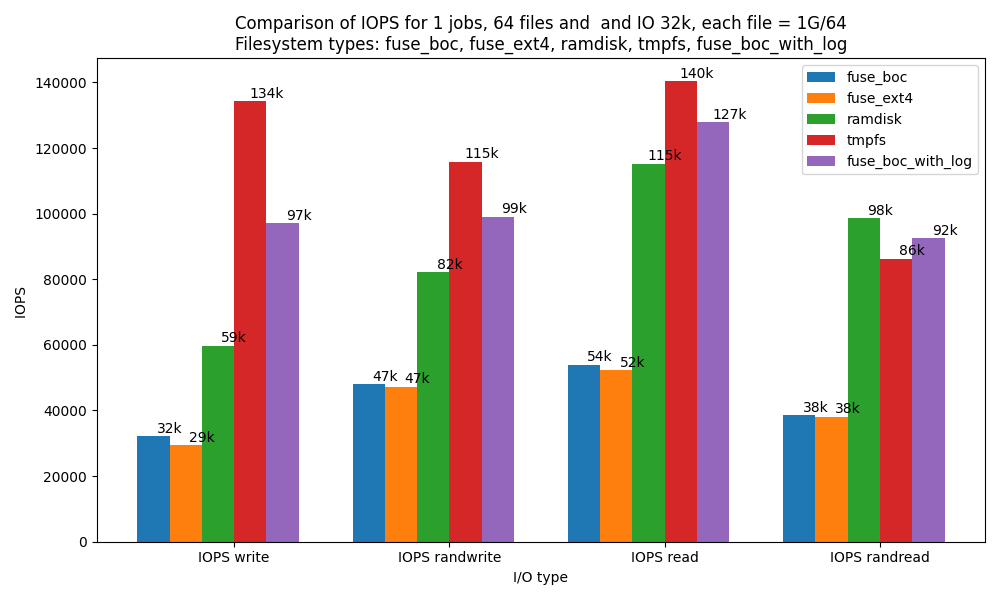 Comparison of IOPS for 1 jobs, 64 files and  and IO 32k, each file = 1G/64
Filesystem types: fuse_boc, fuse_ext4, ramdisk, tmpfs, fuse_boc_with_log
IOPS
140000
120000
100000
80000
60000
40000
20000
0
32k
29k
59k
134k
97k
47k
47k
82k
115k
99k
54k
52k
115k
140k
127k
38k
38k
98k
86k
92k
fuse_boc
fuse_ext4
ramdisk
tmpfs
fuse_boc_with_log
IOPS write
IOPS randwrite
IOPS read
IOPS randread
I/O type